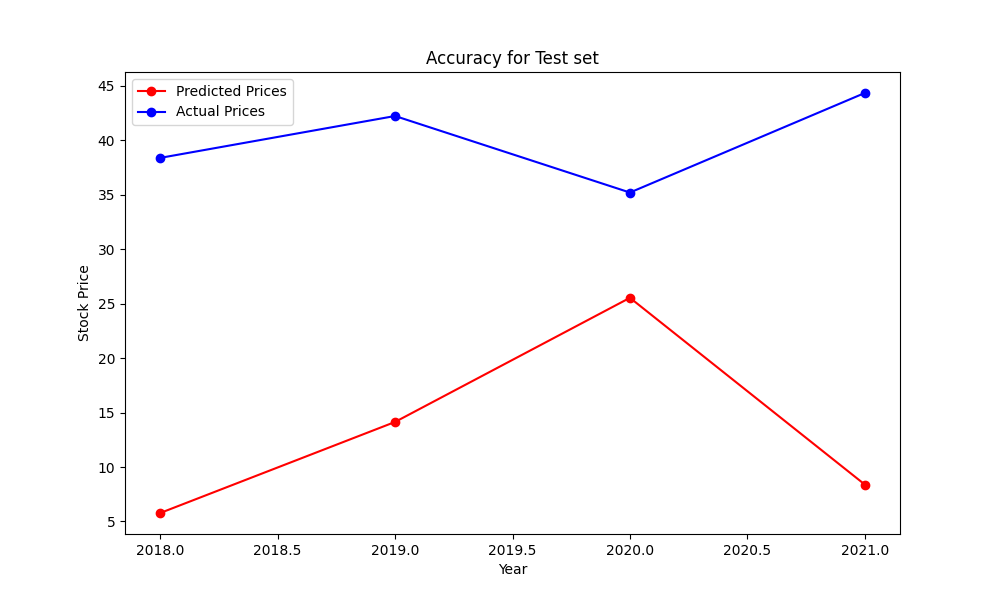 Accuracy for Test set
Predicted Prices
Actual Prices
45
40
35
30
25
20
15
10
5
Stock Price
2018.0 2018.5 2019.0 2019.5 2020.0 2020.5 2021.0
Year